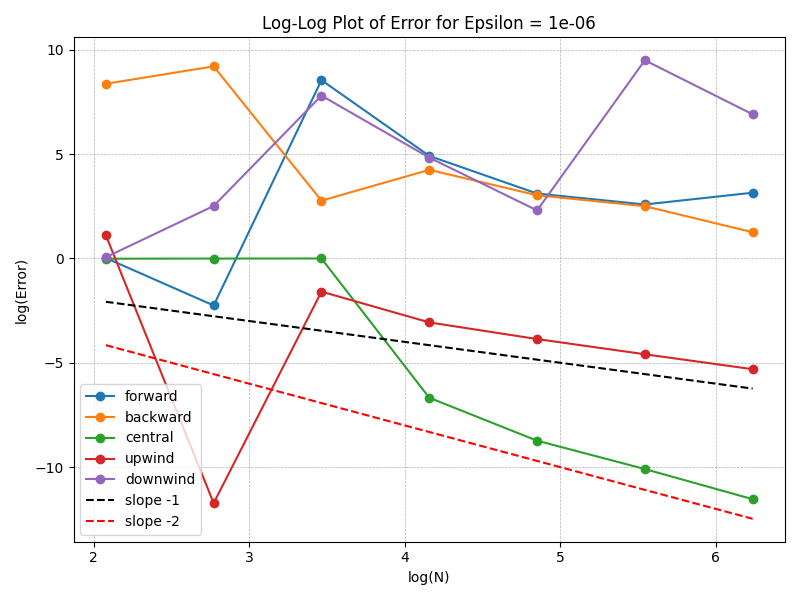 Log-Log Plot of Error for Epsilon = 1e-06
log(Error)
10
5
0
−5
−10
forward
backward
central
upwind
downwind
slope -1
slope -2
2 3 4 5 6
log(N)